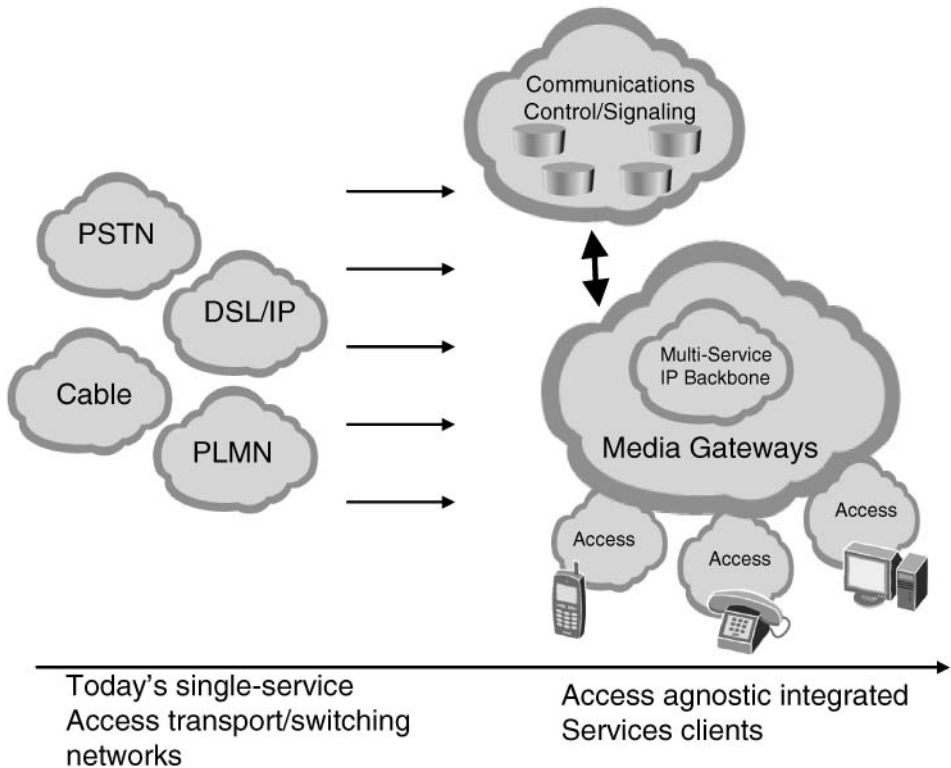 Communications
Control/Signaling
PSTN
DSL/IP
Cable
PLMN
Multi-Service
IP Backbone
Media Gateways
Access
Access
Access
Today's single-service
Access transport/switching
networks
Access agnostic integrated
Services clients